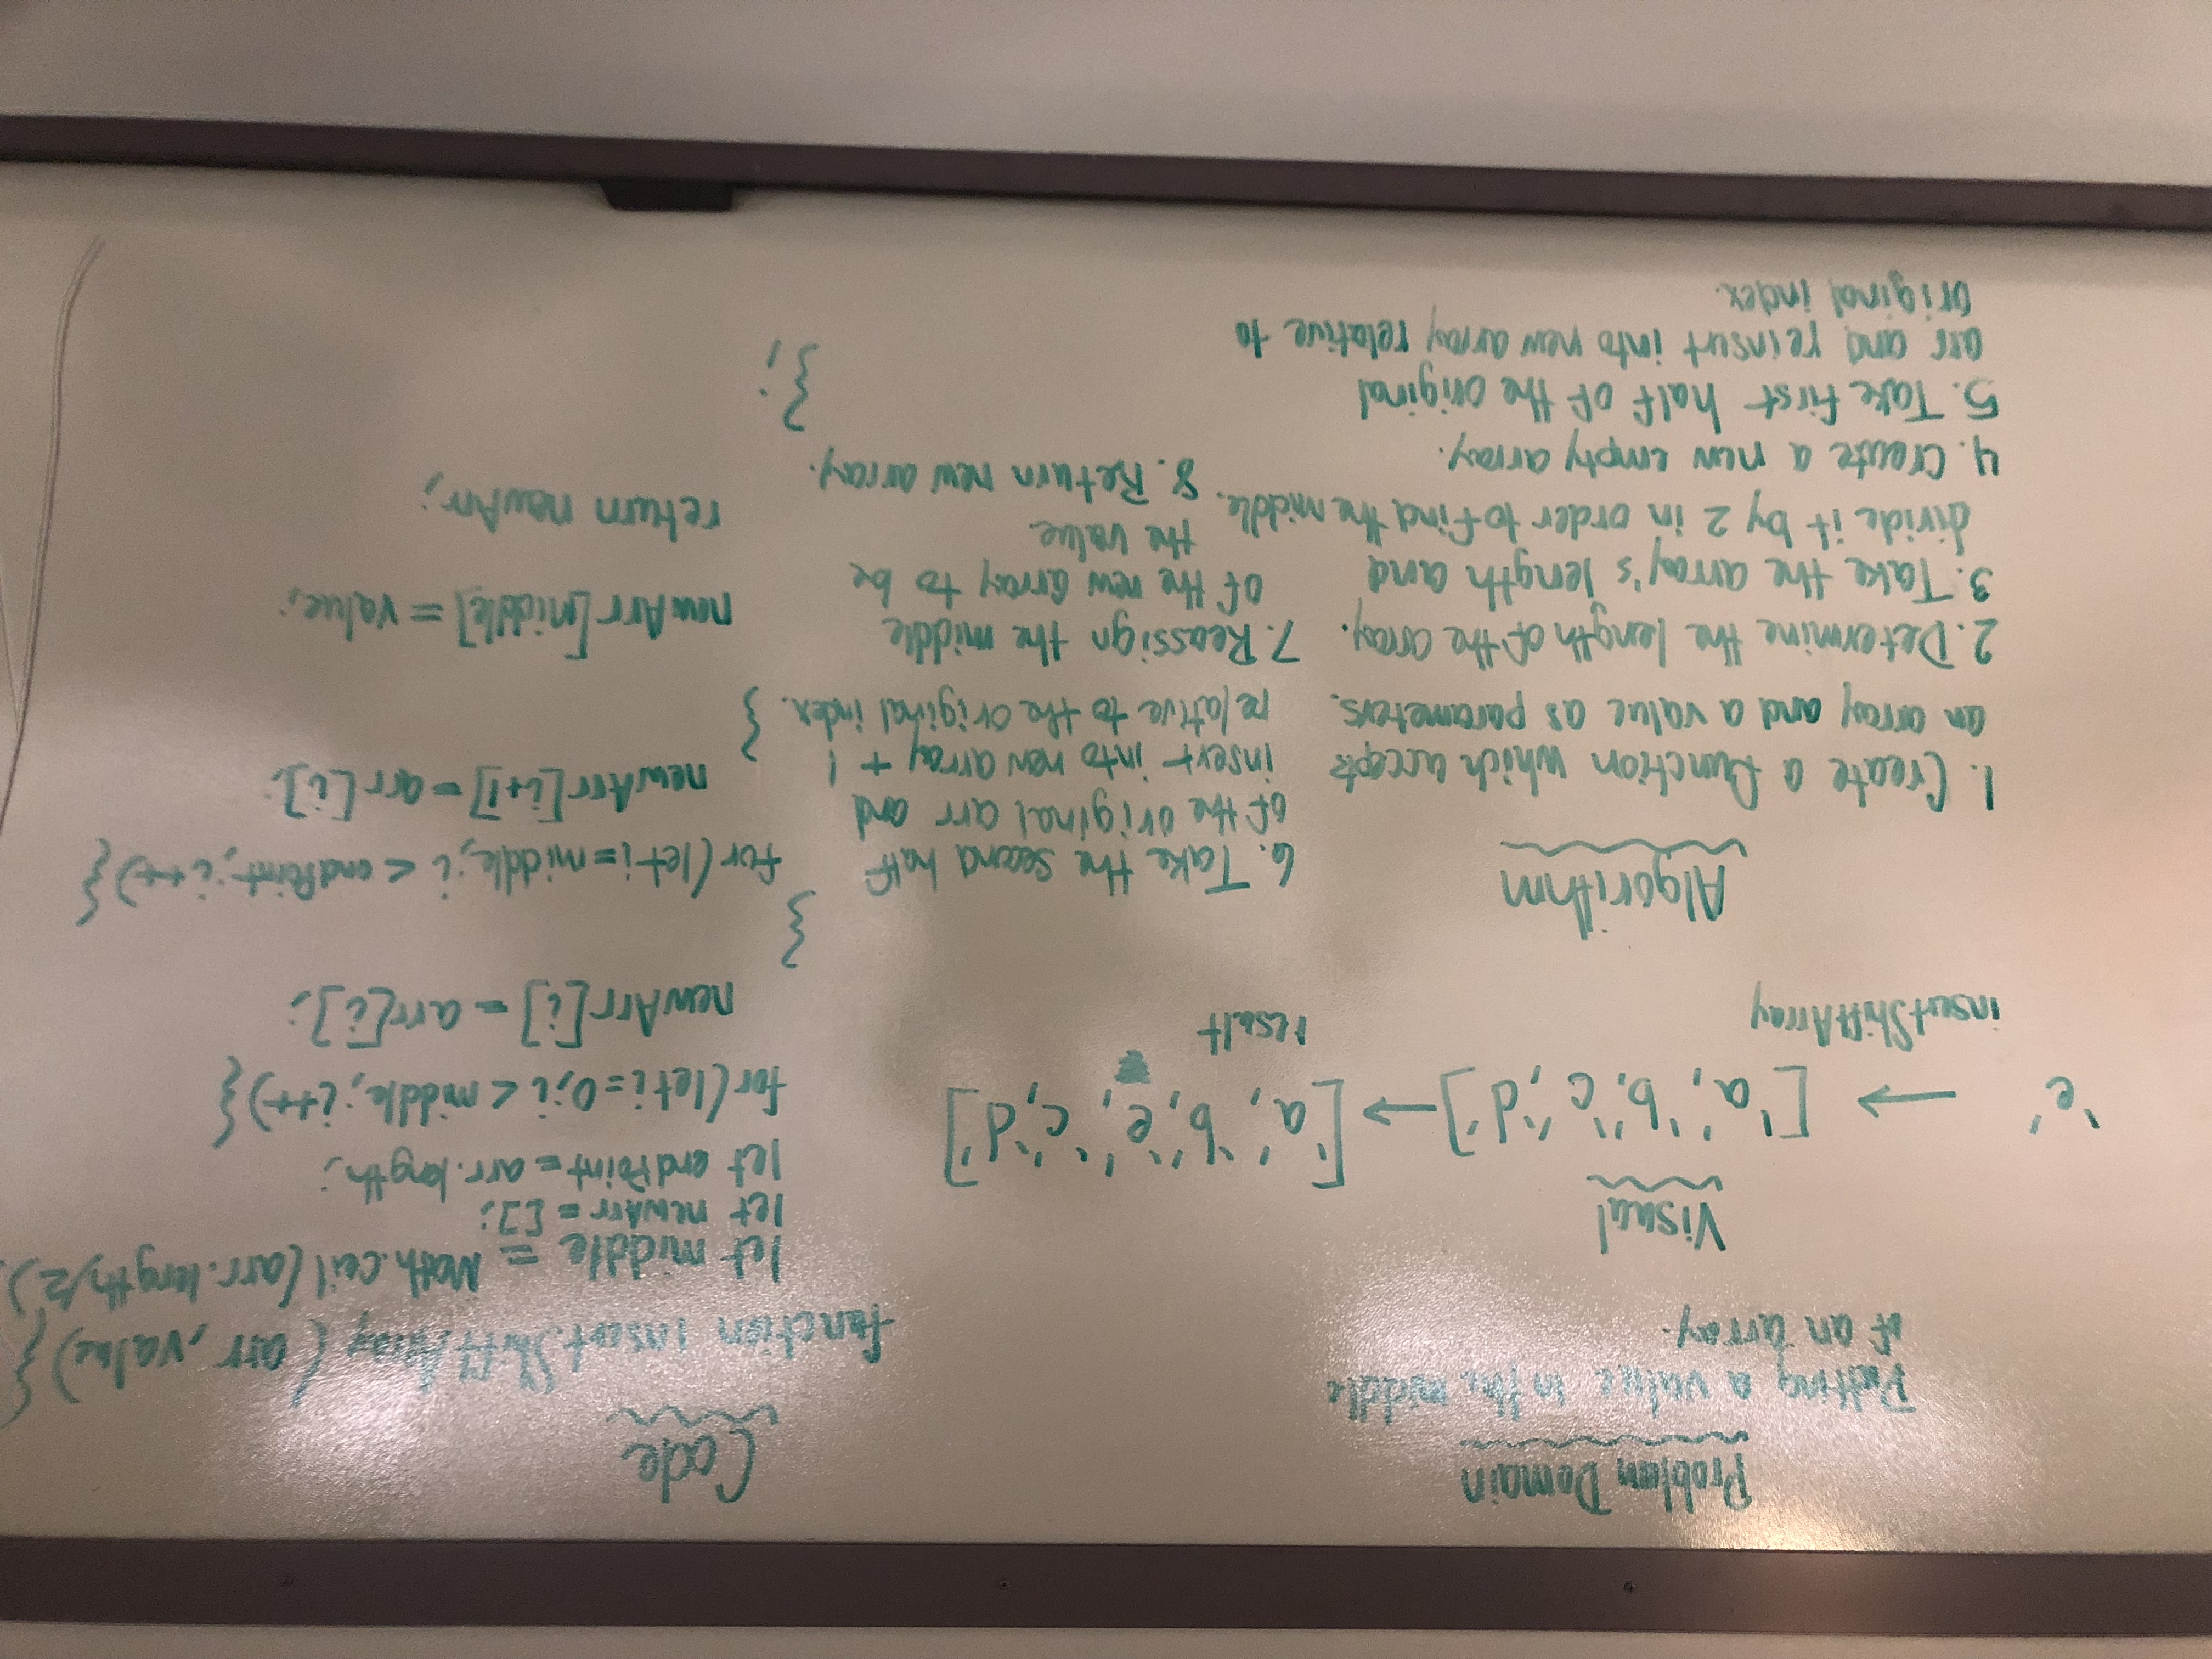 Problem Domain
Putting a value in the middle
of an array.
Visual
'e' → ['a', 'b', 'c', 'd'] → ['a', 'b', 'e', 'c', 'd']
insertShiftArray
result
Algorithm
1. Create a function which accepts
an array and a value as parameters.
2. Determine the length of the array.
3. Take the array's length and
divide it by 2 in order to find the middle.
4. Create a new empty array.
5. Take first half of the original
arr and reinsert into new array relative to
original index.
6. Take the second half
of the original arr and
insert into new array + 1
relative to the original index.
7. Reassign the middle
of the new array to be
the value
8. Return new array.
Code
function insertShiftArray (arr, value) {
let middle = Math.ceil (arr.length/2);
let newArr = [];
let endPoint = arr.length;
for (let i = 0; i < middle; i++) {
newArr[i] = arr[i];
}
for (let i = middle; i < endPoint; i++) {
newArr[i+1] = arr[i];
}
newArr[middle] = value;
return newArr;
};